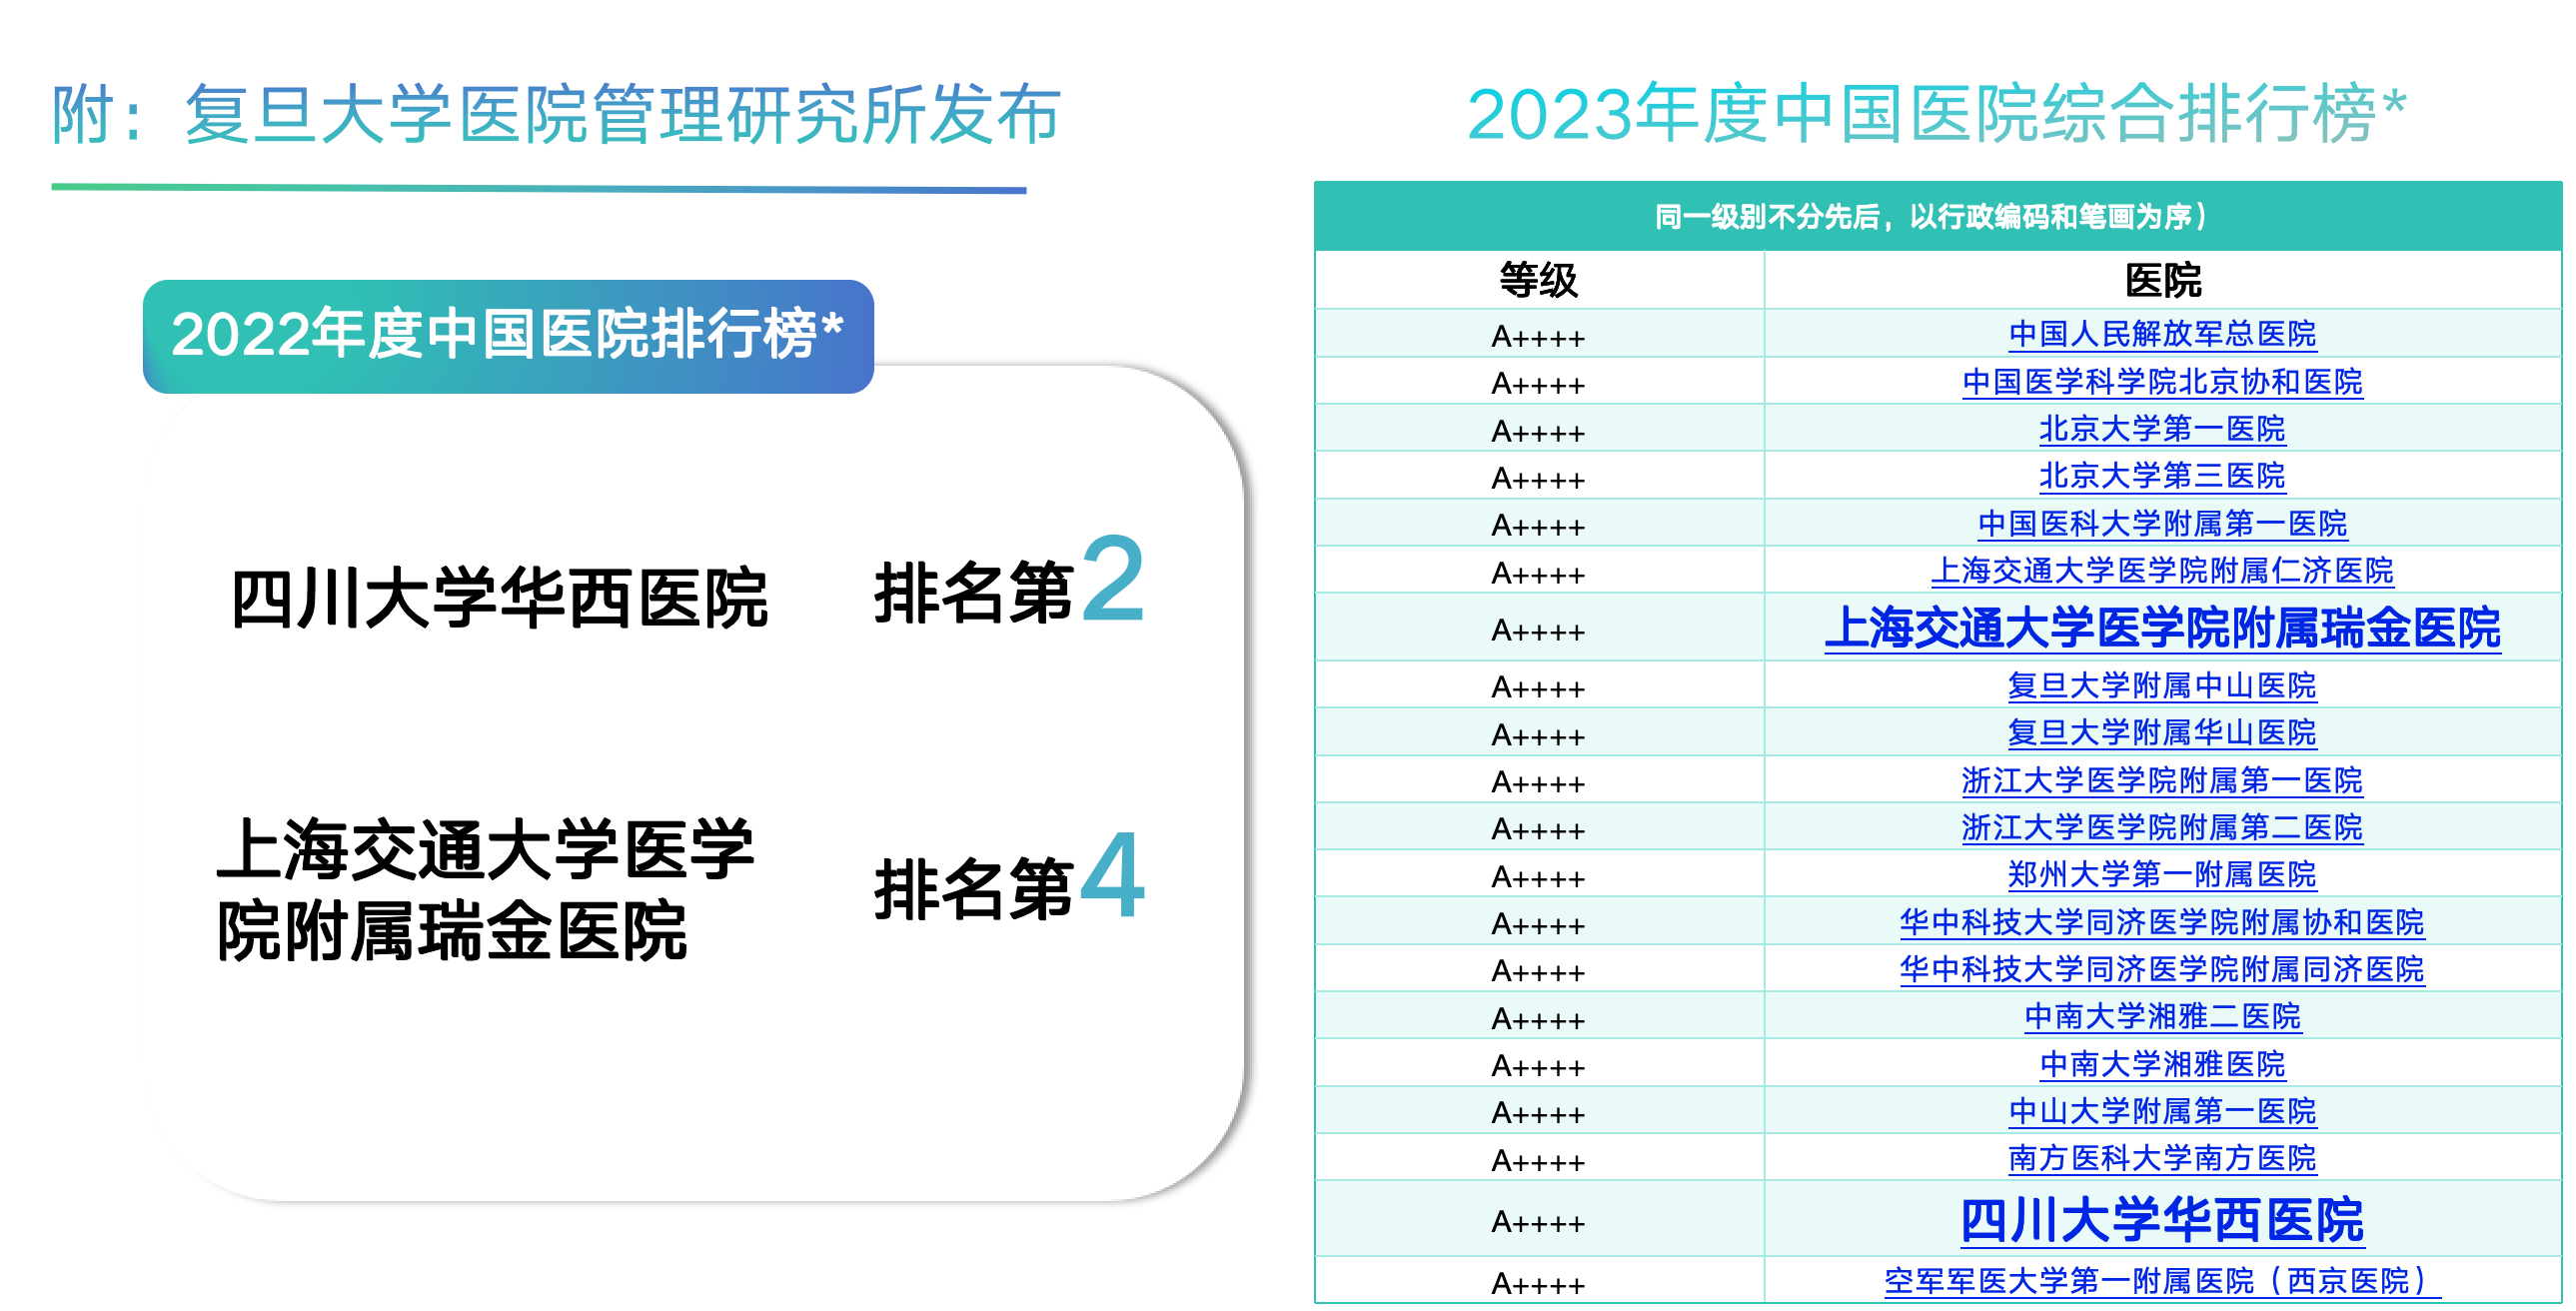 附：复旦大学医院管理研究所发布
2022年度中国医院排行榜*
四川大学华西医院 排名第2
上海交通大学医学
院附属瑞金医院 排名第4
2023年度中国医院综合排行榜*
同一级别不分先后，以行政编码和笔画为序）
等级 医院
A++++ 中国人民解放军总医院
A++++ 中国医学科学院北京协和医院
A++++ 北京大学第一医院
A++++ 北京大学第三医院
A++++ 中国医科大学附属第一医院
A++++ 上海交通大学医学院附属仁济医院
A++++ 上海交通大学医学院附属瑞金医院
A++++ 复旦大学附属中山医院
A++++ 复旦大学附属华山医院
A++++ 浙江大学医学院附属第一医院
A++++ 浙江大学医学院附属第二医院
A++++ 郑州大学第一附属医院
A++++ 华中科技大学同济医学院附属协和医院
A++++ 华中科技大学同济医学院附属同济医院
A++++ 中南大学湘雅二医院
A++++ 中南大学湘雅医院
A++++ 中山大学附属第一医院
A++++ 南方医科大学南方医院
A++++ 四川大学华西医院
A++++ 空军军医大学第一附属医院（西京医院）